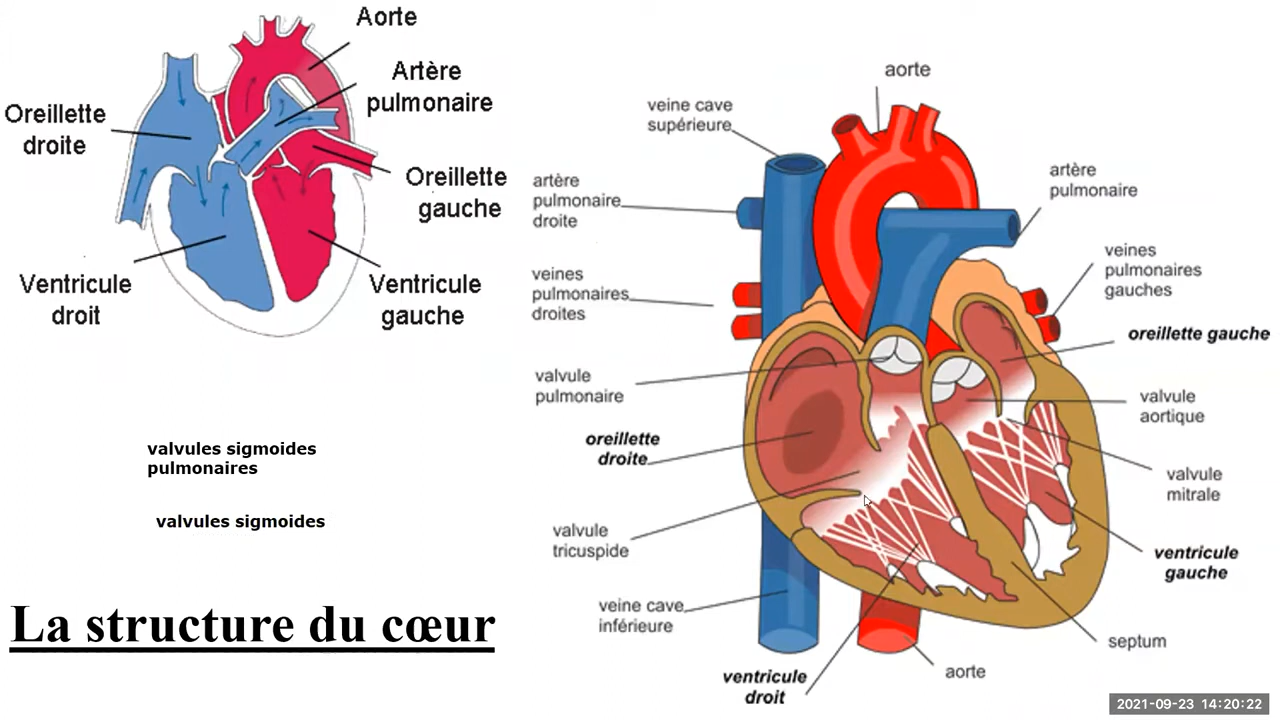 Aorte
Artère
pulmonaire
Oreillette
droite
Oreillette
gauche
Ventricule
droit
Ventricule
gauche
valvules sigmoides
pulmonaires
valvules sigmoides
La structure du cœur
aorte
veine cave
supérieure
artère
pulmonaire
artère
pulmonaire
droite
veines
pulmonaires
gauches
veines
pulmonaires
droites
oreillette gauche
valvule
pulmonaire
valvule
aortique
oreillette
droite
valvule
mitrale
valvule
tricuspide
ventricule
gauche
veine cave
inférieure
septum
aorte
ventricule
droit
2021-09-23 14:20:22